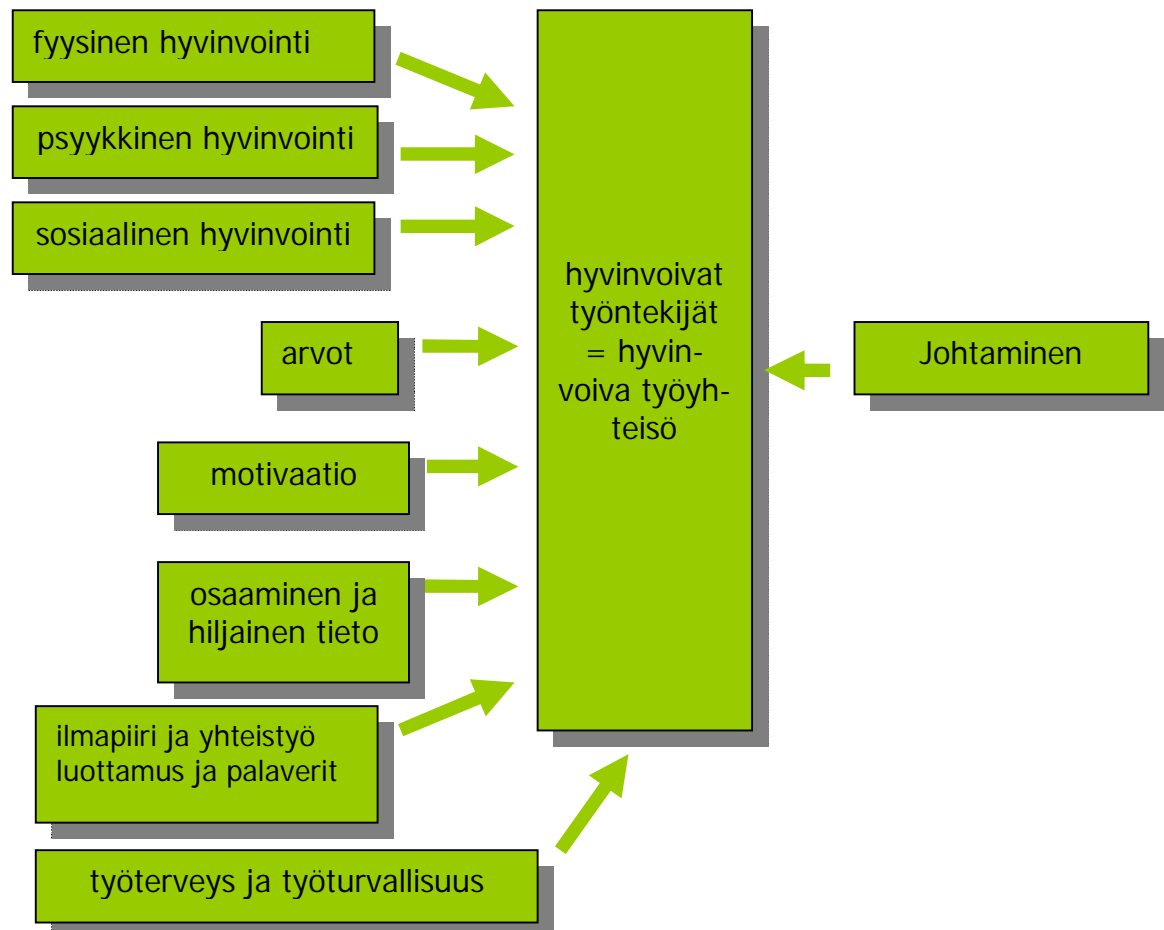 fyysinen hyvinvointi
psyykkinen hyvinvointi
sosiaalinen hyvinvointi
arvot
motivaatio
osaaminen ja
hiljainen tieto
ilmapiiri ja yhteistyö
luottamus ja palaverit
työterveys ja työturvallisuus
hyvinvoivat
työntekijät
= hyvin-
voiva työyh-
teisö
Johtaminen